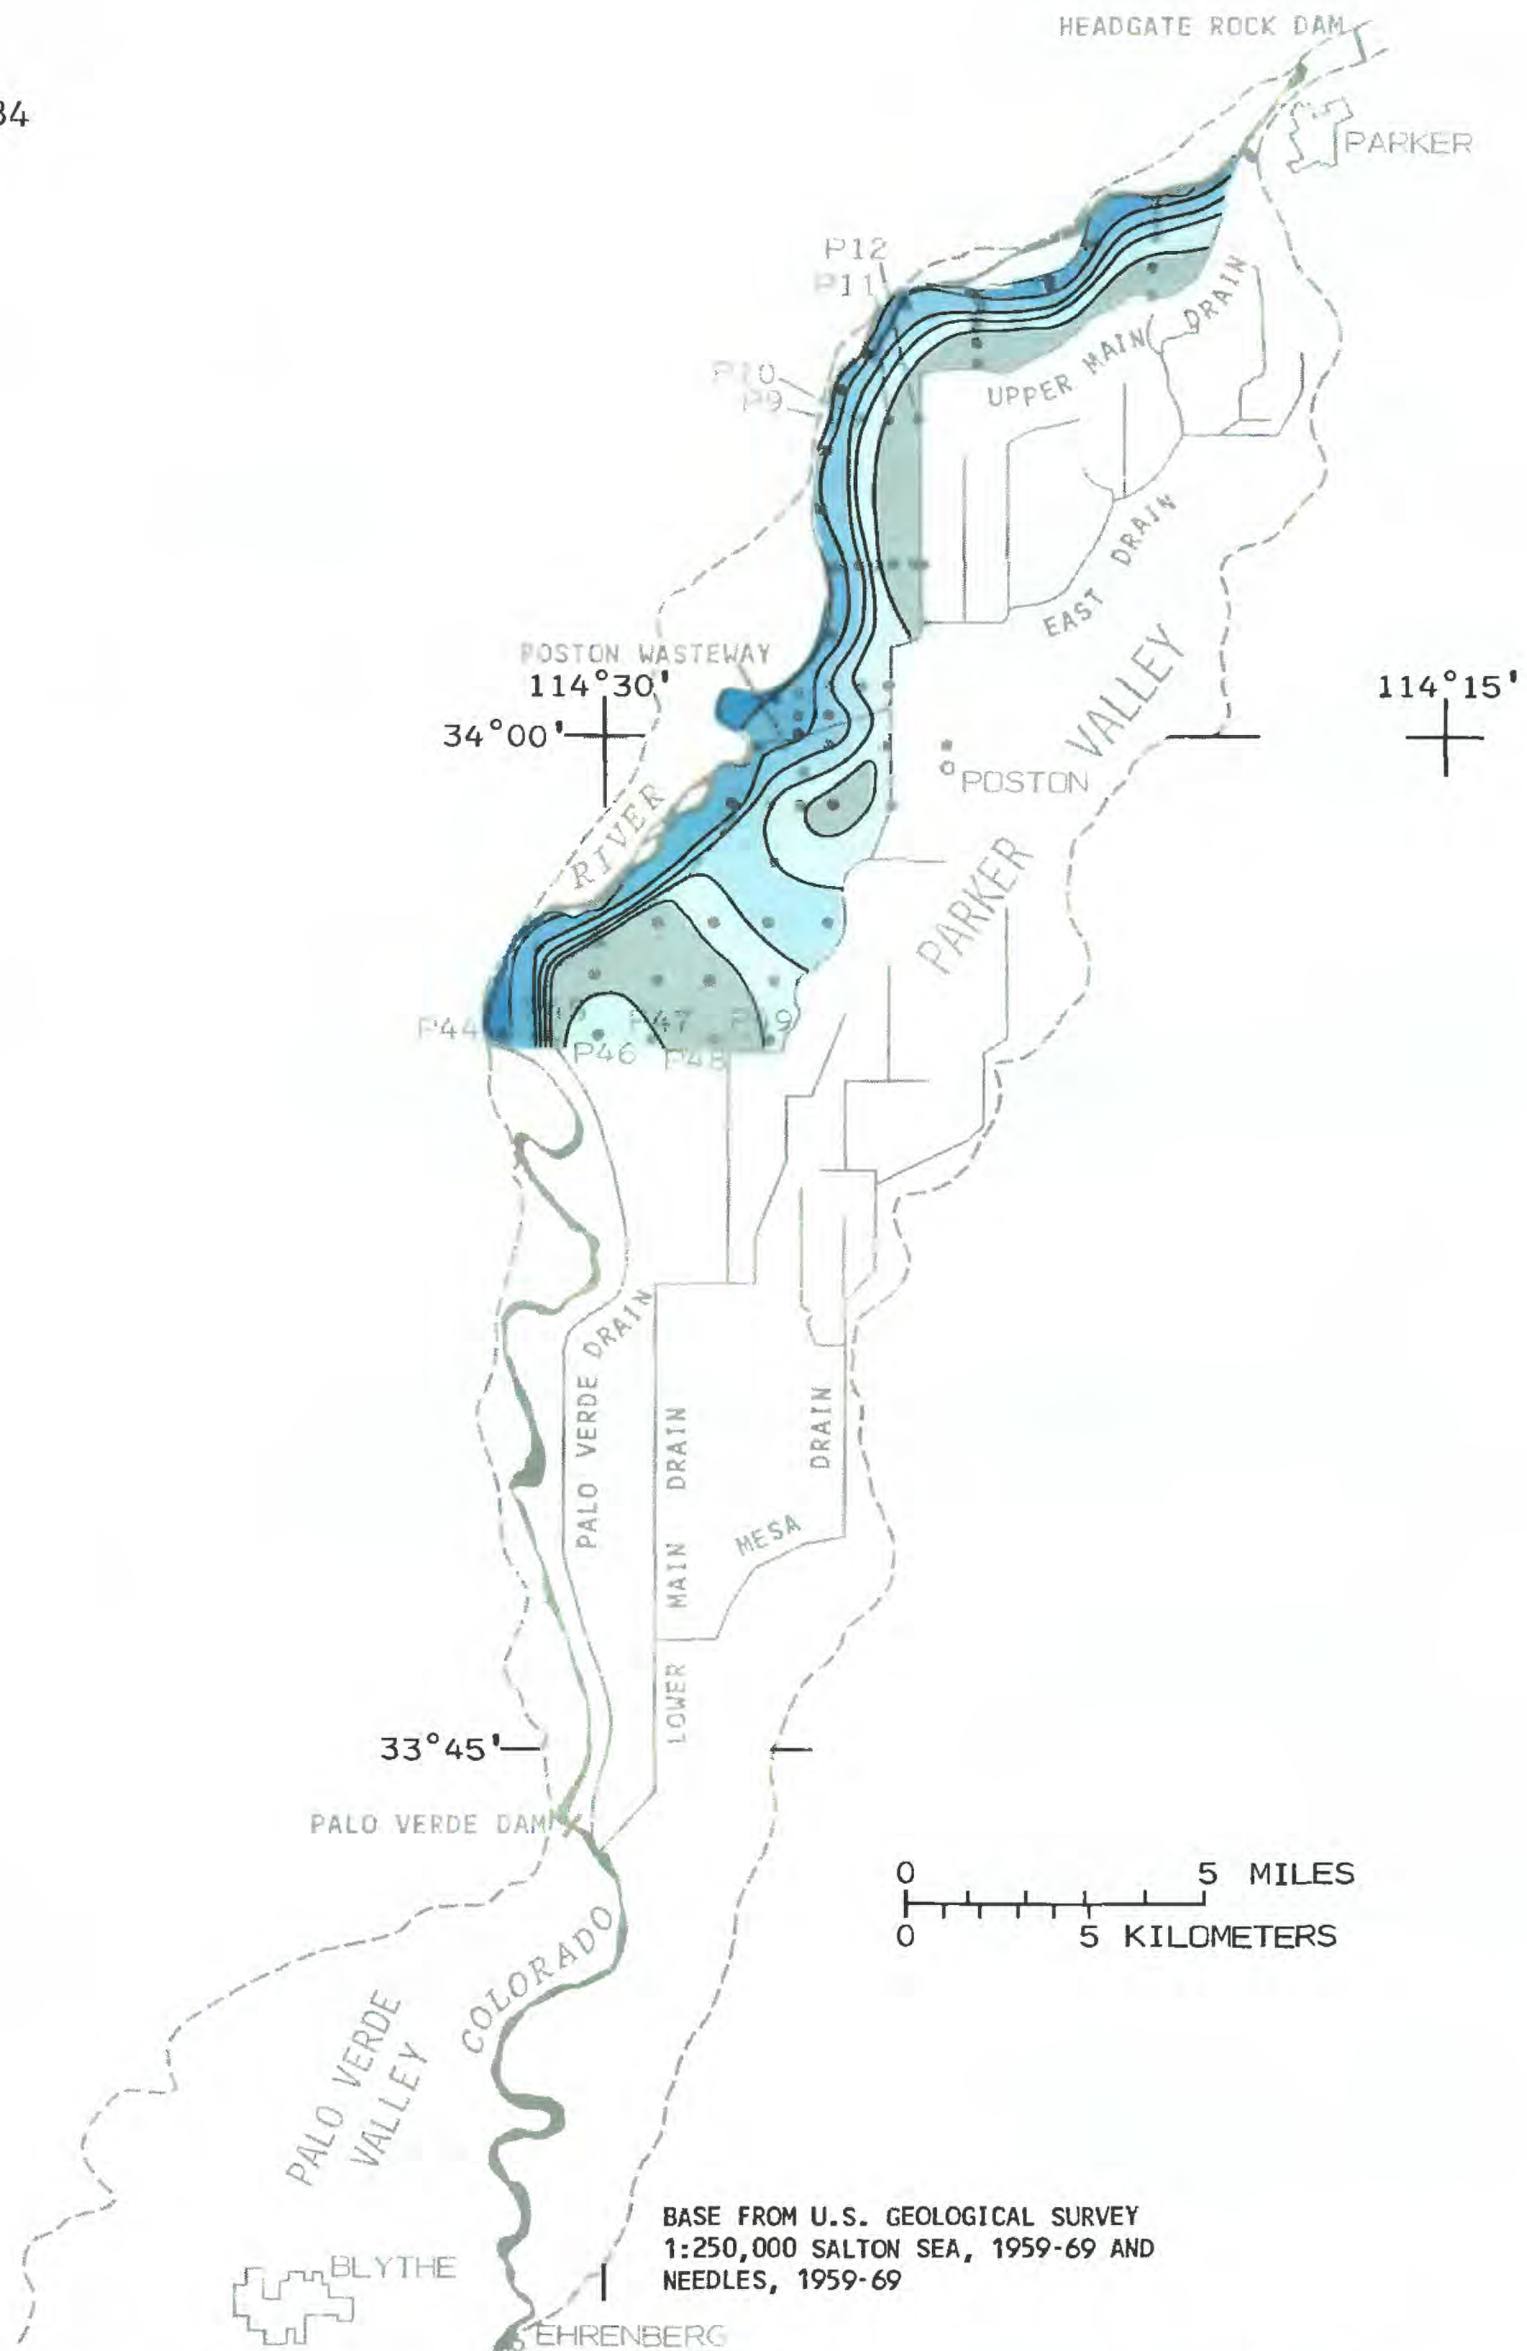 HEADGATE ROCK DAM
84
PARKER
P12
P11
UPPER MAIN DRAIN
P10
P9
EAST DRAIN
POSTON WASTEWAY
114°30'
114°15'
34°00'
POSTON
PARKER VALLEY
RIVER
P44
P47
P46
P48
PALO VERDE DRAIN
LOWER MAIN DRAIN
MESA DRAIN
33°45'
PALO VERDE DAM
0 5 MILES
0 5 KILOMETERS
COLORADO
PALO VERDE
VALLEY
BASE FROM U.S. GEOLOGICAL SURVEY
1:250,000 SALTON SEA, 1959-69 AND
NEEDLES, 1959-69
BLYTHE
EHRENBERG